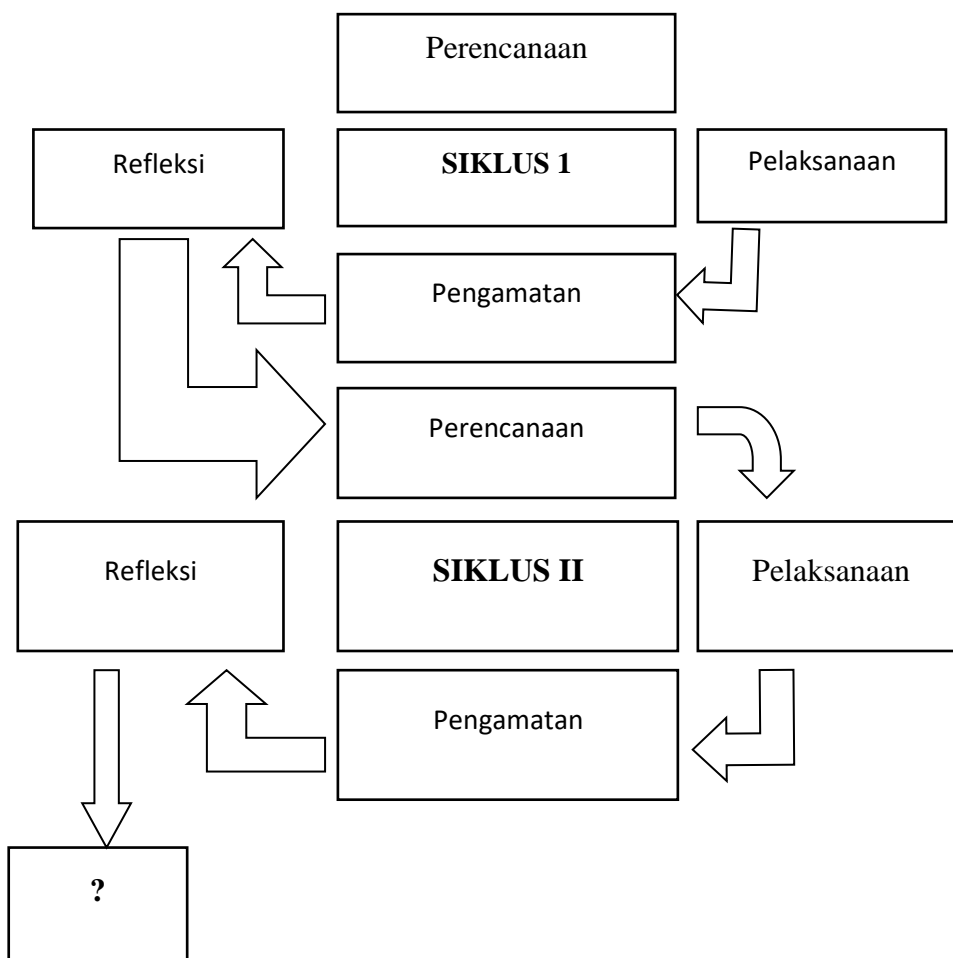 Perencanaan
Refleksi
SIKLUS 1
Pelaksanaan
Pengamatan
Perencanaan
Refleksi
SIKLUS II
Pelaksanaan
Pengamatan
?